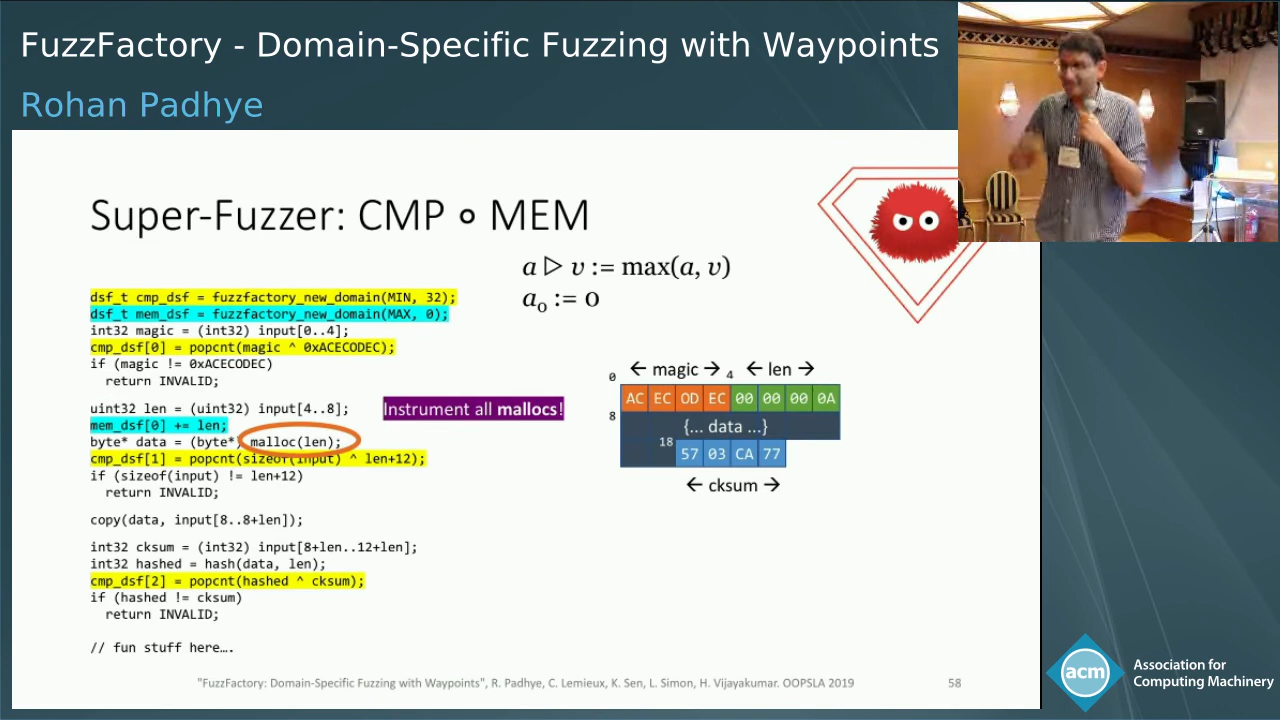 FuzzFactory - Domain-Specific Fuzzing with Waypoints
Rohan Padhye
Super-Fuzzer: CMP ∘ MEM
a ▷ v := max(a, v)
a₀ := 0
dsf_t cmp_dsf = fuzzfactory_new_domain(MIN, 32);
dsf_t mem_dsf = fuzzfactory_new_domain(MAX, 0);
int32 magic = (int32) input[0..4];
cmp_dsf[0] = popcnt(magic ^ 0xACECODEC);
if (magic != 0xACECODEC)
return INVALID;
uint32 len = (uint32) input[4..8];
mem_dsf[0] += len;
byte* data = (byte*) malloc(len);
cmp_dsf[1] = popcnt(sizeof(input) ^ len+12);
if (sizeof(input) != len+12)
return INVALID;
copy(data, input[8..8+len]);
int32 cksum = (int32) input[8+len..12+len];
int32 hashed = hash(data, len);
cmp_dsf[2] = popcnt(hashed ^ cksum);
if (hashed != cksum)
return INVALID;
// fun stuff here….
Instrument all mallocs!
0 ← magic → 4 ← len →
AC EC OD EC 00 00 00 0A
8 {... data ...}
18 57 03 CA 77
← cksum →
"FuzzFactory: Domain-Specific Fuzzing with Waypoints", R. Padhye, C. Lemieux, K. Sen, L. Simon, H. Vijayakumar. OOPSLA 2019 58
acm Association for
Computing Machinery